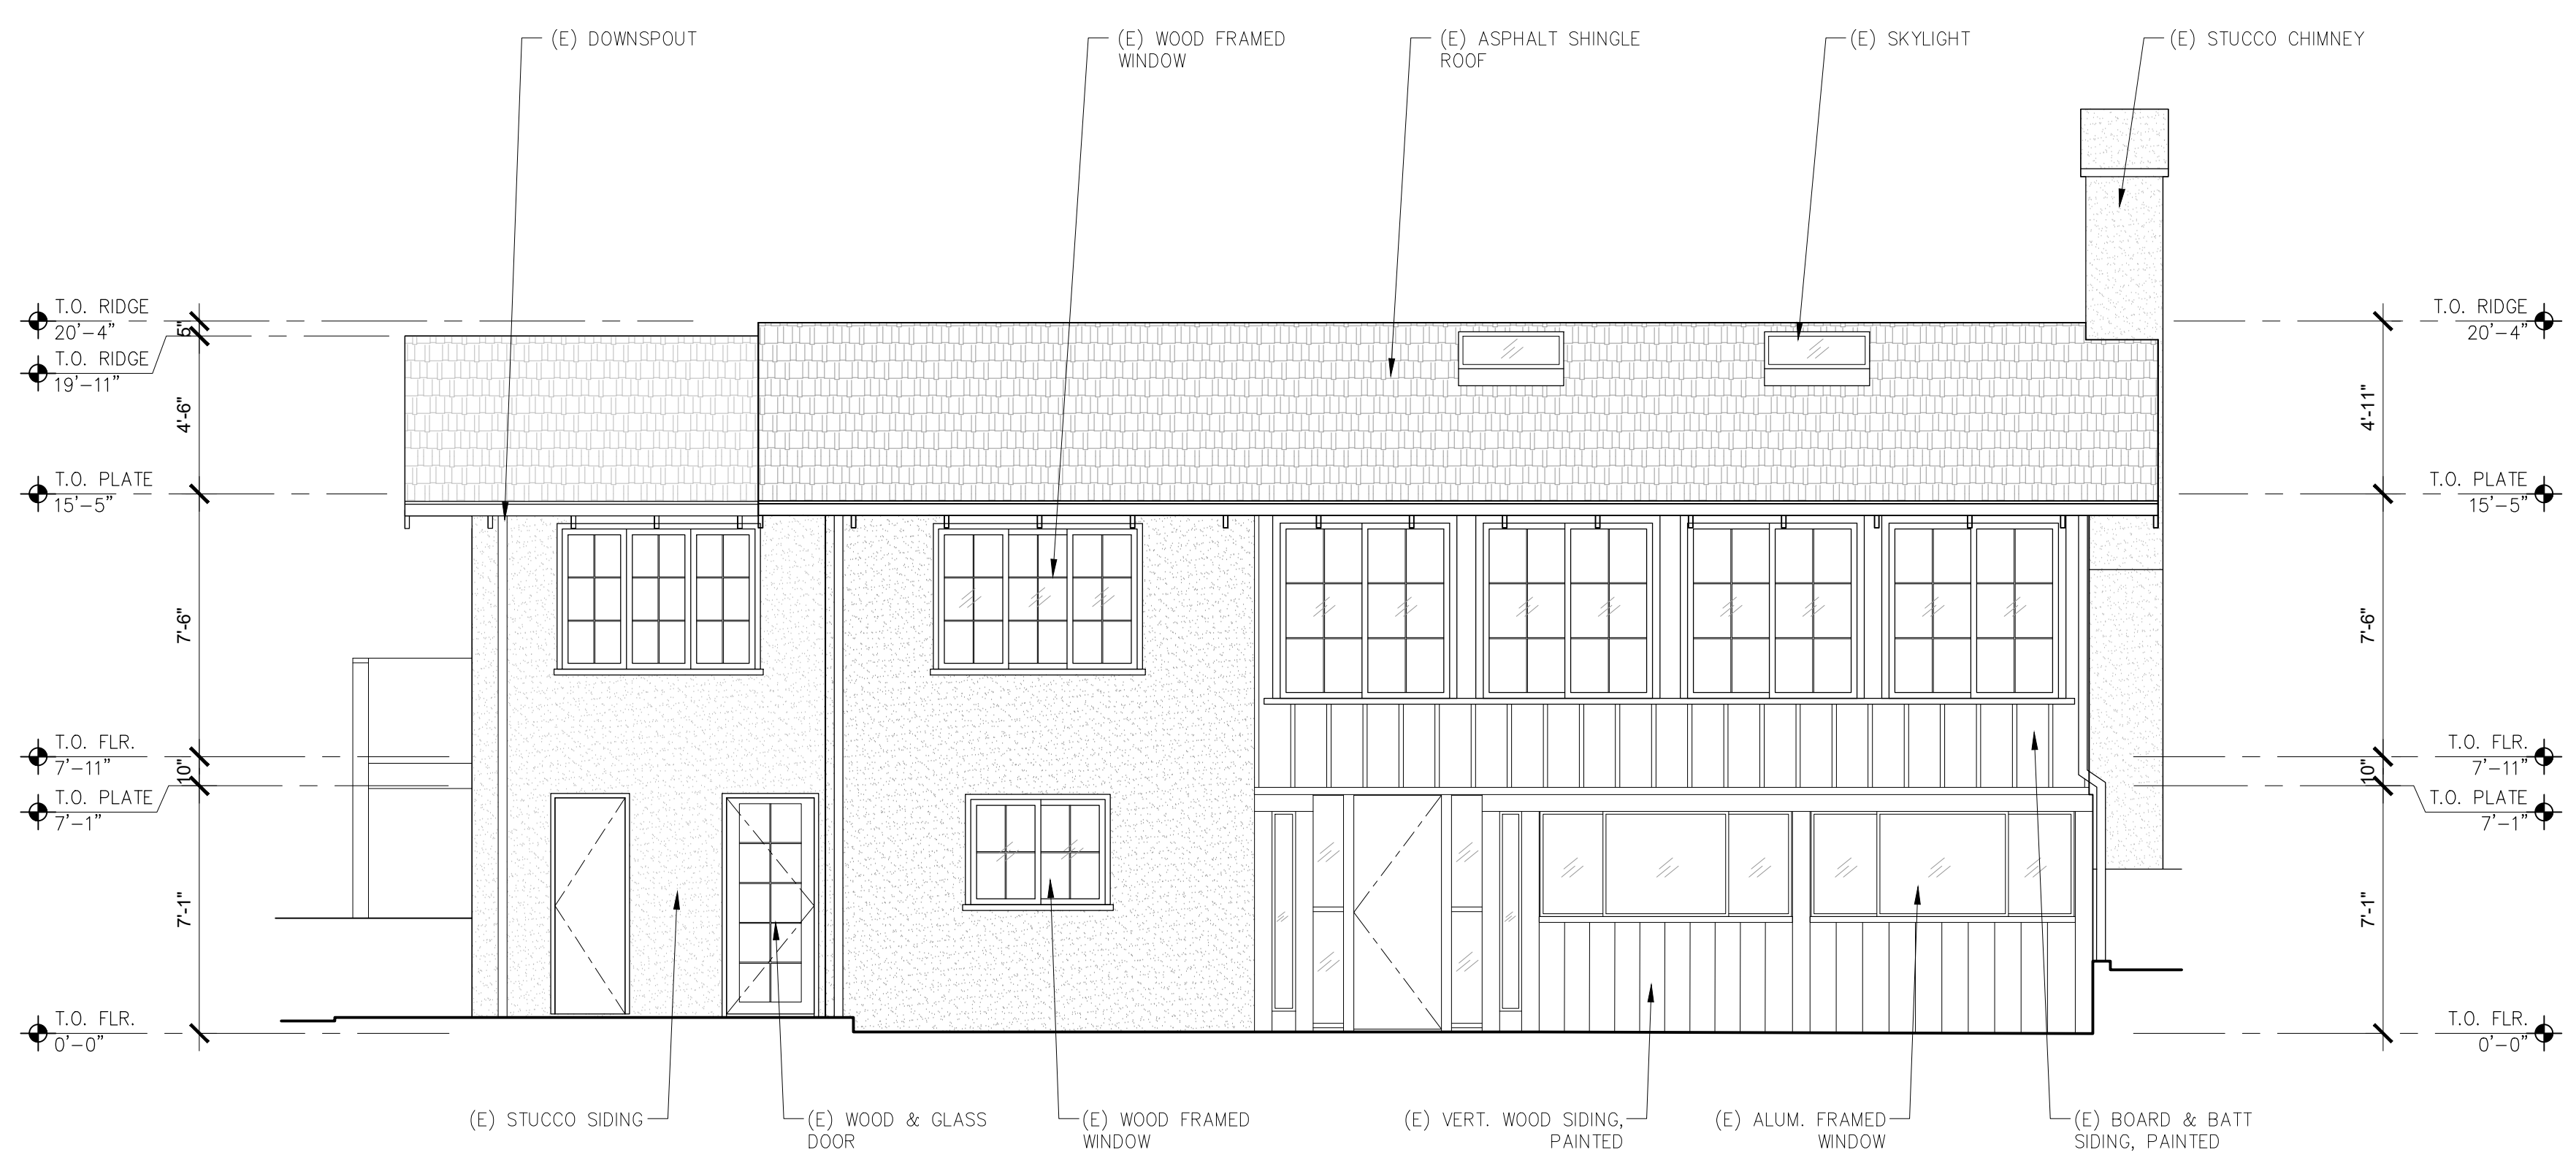 (E) DOWNSPOUT
(E) WOOD FRAMED
WINDOW
(E) ASPHALT SHINGLE
ROOF
(E) SKYLIGHT
(E) STUCCO CHIMNEY
T.O. RIDGE
20'-4"
T.O. RIDGE
19'-11"
T.O. PLATE
15'-5"
T.O. FLR.
7'-11"
T.O. PLATE
7'-1"
T.O. FLR.
0'-0"
5"
4'-6"
7'-6"
10"
7'-1"
4'-11"
7'-6"
10"
7'-1"
T.O. RIDGE
20'-4"
T.O. PLATE
15'-5"
T.O. FLR.
7'-11"
T.O. PLATE
7'-1"
T.O. FLR.
0'-0"
(E) STUCCO SIDING
(E) WOOD & GLASS
DOOR
(E) WOOD FRAMED
WINDOW
(E) VERT. WOOD SIDING,
PAINTED
(E) ALUM. FRAMED
WINDOW
(E) BOARD & BATT
SIDING, PAINTED